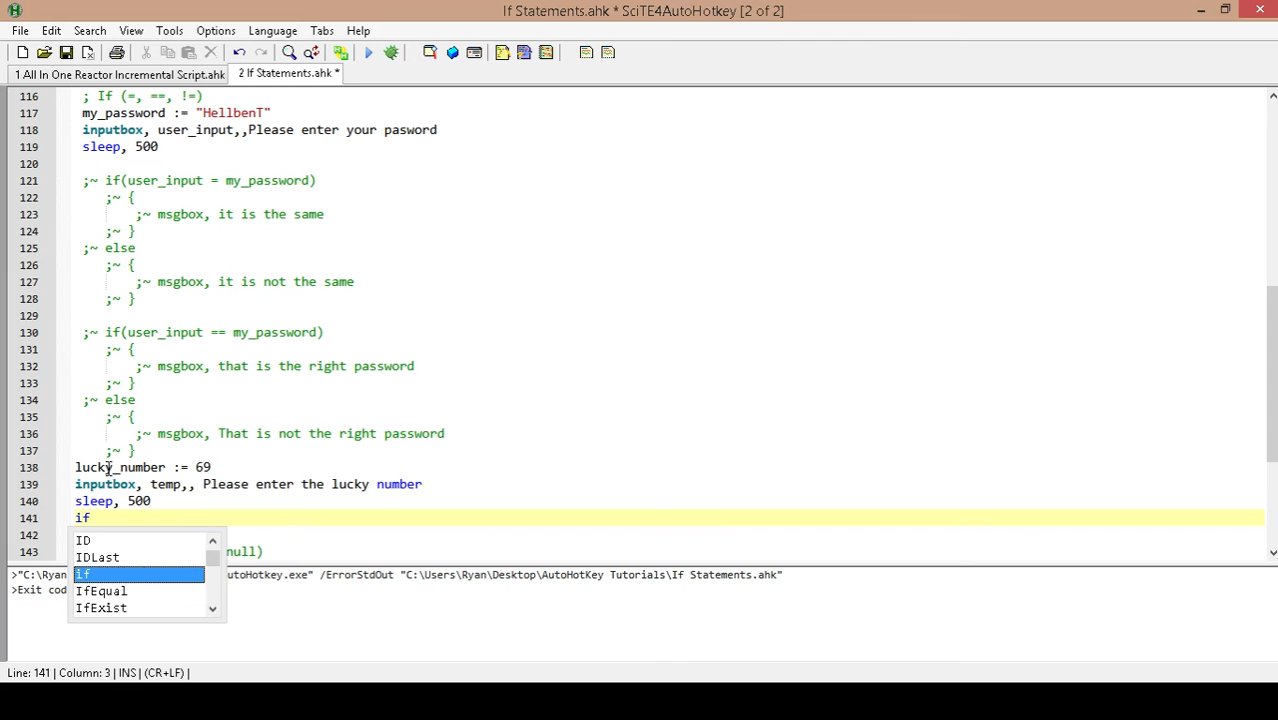 If Statements.ahk * SciTE4AutoHotkey [2 of 2]
File Edit Search View Tools Options Language Tabs Help
1 All In One Reactor Incremental Script.ahk 2 If Statements.ahk *
116 ; If (=, ==, !=)
117 my_password := "HellbenT"
118 inputbox, user_input,,Please enter your pasword
119 sleep, 500
120
121 ;~ if(user_input = my_password)
122 ;~ {
123 ;~ msgbox, it is the same
124 ;~ }
125 ;~ else
126 ;~ {
127 ;~ msgbox, it is not the same
128 ;~ }
129
130 ;~ if(user_input == my_password)
131 ;~ {
132 ;~ msgbox, that is the right password
133 ;~ }
134 ;~ else
135 ;~ {
136 ;~ msgbox, That is not the right password
137 ;~ }
138 lucky_number := 69
139 inputbox, temp,, Please enter the lucky number
140 sleep, 500
141 if
142 ID
143 null)
IDLast
if
IfEqual
IfExist
>"C:\Ryan utoHotkey.exe" /ErrorStdOut "C:\Users\Ryan\Desktop\AutoHotKey Tutorials\If Statements.ahk"
>Exit cod
Line: 141 | Column: 3 | INS | (CR+LF) |